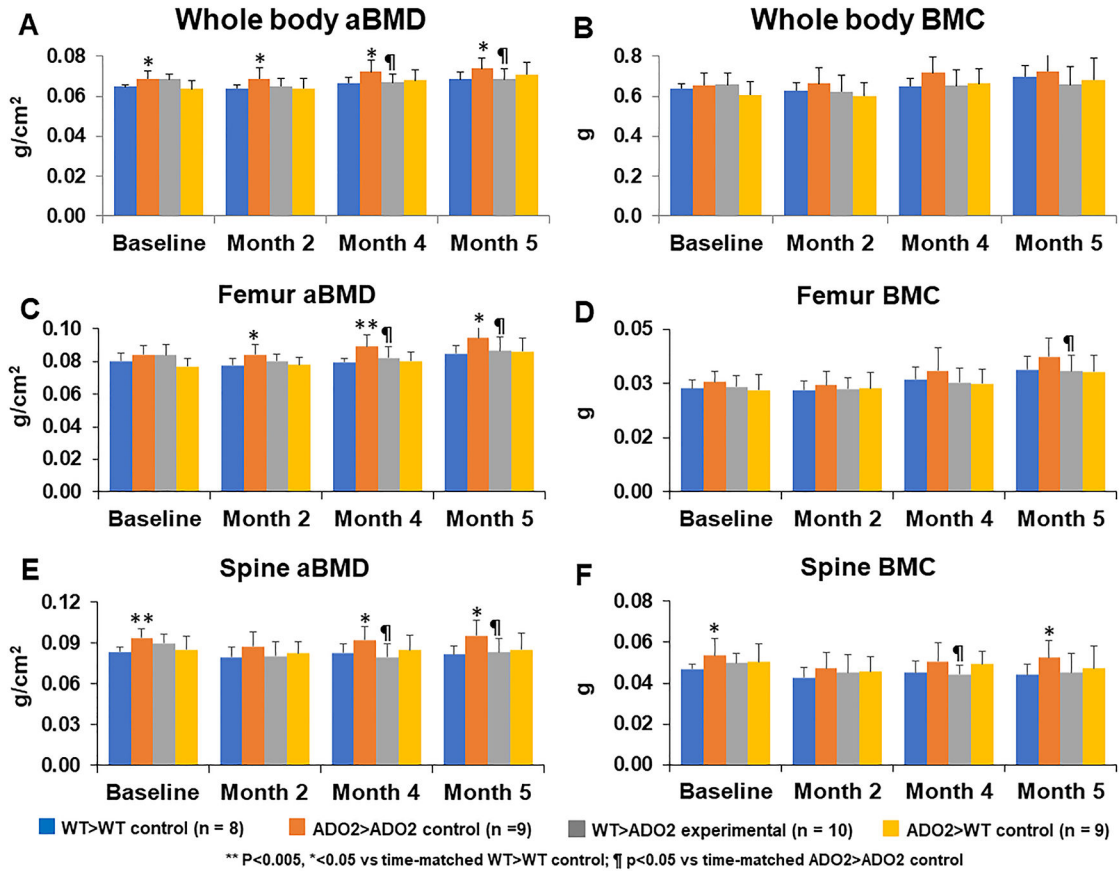 A Whole body aBMD
0.08
0.06
0.04
0.02
0.00
g/cm²
* * * ¶ * ¶
Baseline Month 2 Month 4 Month 5
B Whole body BMC
0.8
0.6
0.4
0.2
0.0
g
Baseline Month 2 Month 4 Month 5
C Femur aBMD
0.10
0.08
0.06
0.04
0.02
0.00
g/cm²
* ** ¶ * ¶
Baseline Month 2 Month 4 Month 5
D Femur BMC
0.05
0.03
0.02
0.00
g
¶
Baseline Month 2 Month 4 Month 5
E Spine aBMD
0.12
0.09
0.06
0.03
0.00
g/cm²
** * ¶ * ¶
Baseline Month 2 Month 4 Month 5
F Spine BMC
0.08
0.06
0.04
0.02
0.00
g
* ¶ *
Baseline Month 2 Month 4 Month 5
WT>WT control (n = 8) ADO2>ADO2 control (n =9) WT>ADO2 experimental (n = 10) ADO2>WT control (n = 9)
** P<0.005, *<0.05 vs time-matched WT>WT control; ¶ p<0.05 vs time-matched ADO2>ADO2 control